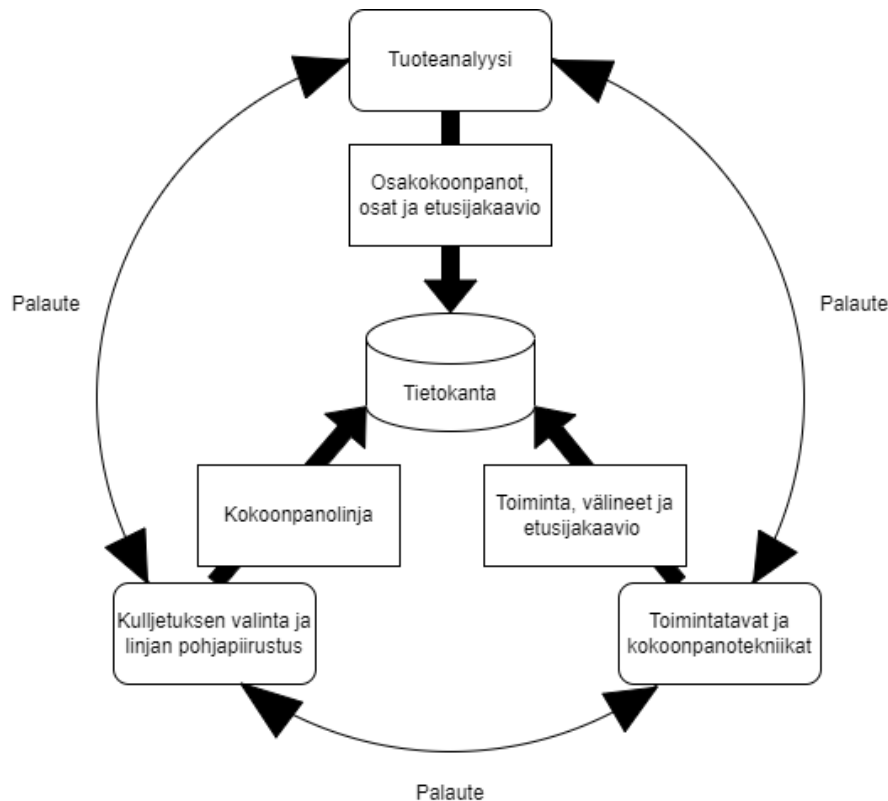 Tuoteanalyysi
Osakokoonpanot,
osat ja etusijakaavio
Palaute
Palaute
Tietokanta
Kokoonpanolinja
Toiminta, välineet ja
etusijakaavio
Kulljetuksen valinta ja
linjan pohjapiirustus
Toimintatavat ja
kokoonpanotekniikat
Palaute